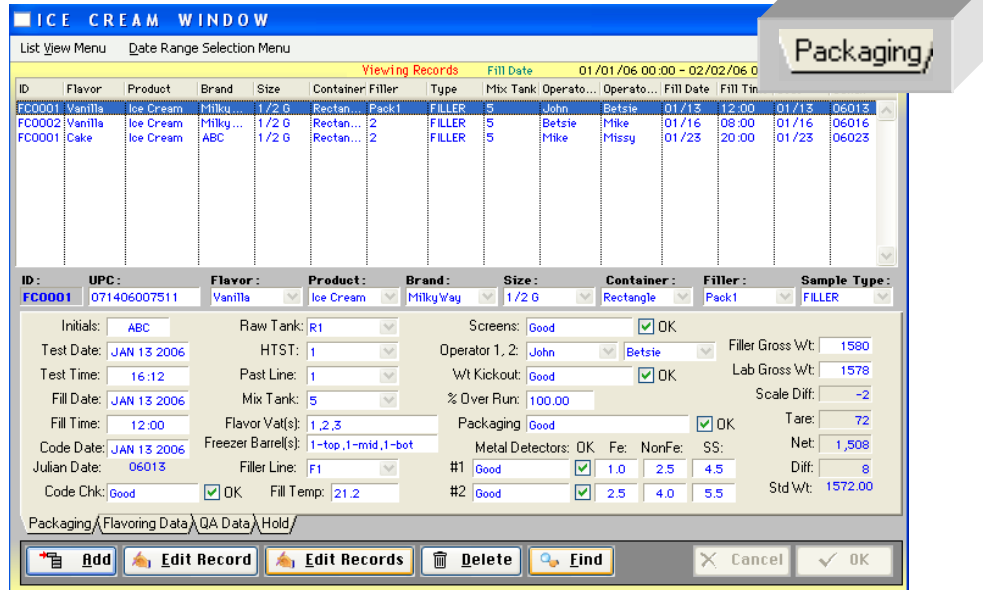 ICE CREAM WINDOW
Packaging
List View Menu Date Range Selection Menu
Viewing Records Fill Date 01/01/06 00:00 - 02/02/06 0
ID Flavor Product Brand Size Container Filler Type Mix Tank Operato... Operato... Fill Date Fill Tim
FC0001 Vanilla Ice Cream Milky... 1/2 G Rectan... Pack1 FILLER 5 John Betsie 01/13 12:00 01/13 06013
FC0002 Vanilla Ice Cream Milky... 1/2 G Rectan... 2 FILLER 5 Betsie Mike 01/16 08:00 01/16 06016
FC0001 Cake Ice Cream ABC 1/2 G Rectan... 2 FILLER 5 Mike Missy 01/23 20:00 01/23 06023
ID: UPC: Flavor: Product: Brand: Size: Container: Filler: Sample Type:
FC0001 071406007511 Vanilla Ice Cream MilkyWay 1/2 G Rectangle Pack1 FILLER
Initials: ABC Raw Tank: R1 Screens: Good OK
Test Date: JAN 13 2006 HTST: 1 Operator 1, 2: John Betsie Filler Gross Wt: 1580
Test Time: 16:12 Past Line: 1 Wt Kickout: Good OK Lab Gross Wt: 1578
Fill Date: JAN 13 2006 Mix Tank: 5 % Over Run: 100.00 Scale Diff: -2
Fill Time: 12:00 Flavor Vat(s): 1,2,3 Packaging Good OK Tare: 72
Code Date: JAN 13 2006 Freezer Barrel(s): 1-top,1-mid,1-bot Metal Detectors: OK Fe: NonFe: SS: Net: 1,508
Julian Date: 06013 Filler Line: F1 #1 Good 1.0 2.5 4.5 Diff: 8
Code Chk: Good OK Fill Temp: 21.2 #2 Good 2.5 4.0 5.5 Std Wt: 1572.00
Packaging Flavoring Data QA Data Hold
Add Edit Record Edit Records Delete Find Cancel OK